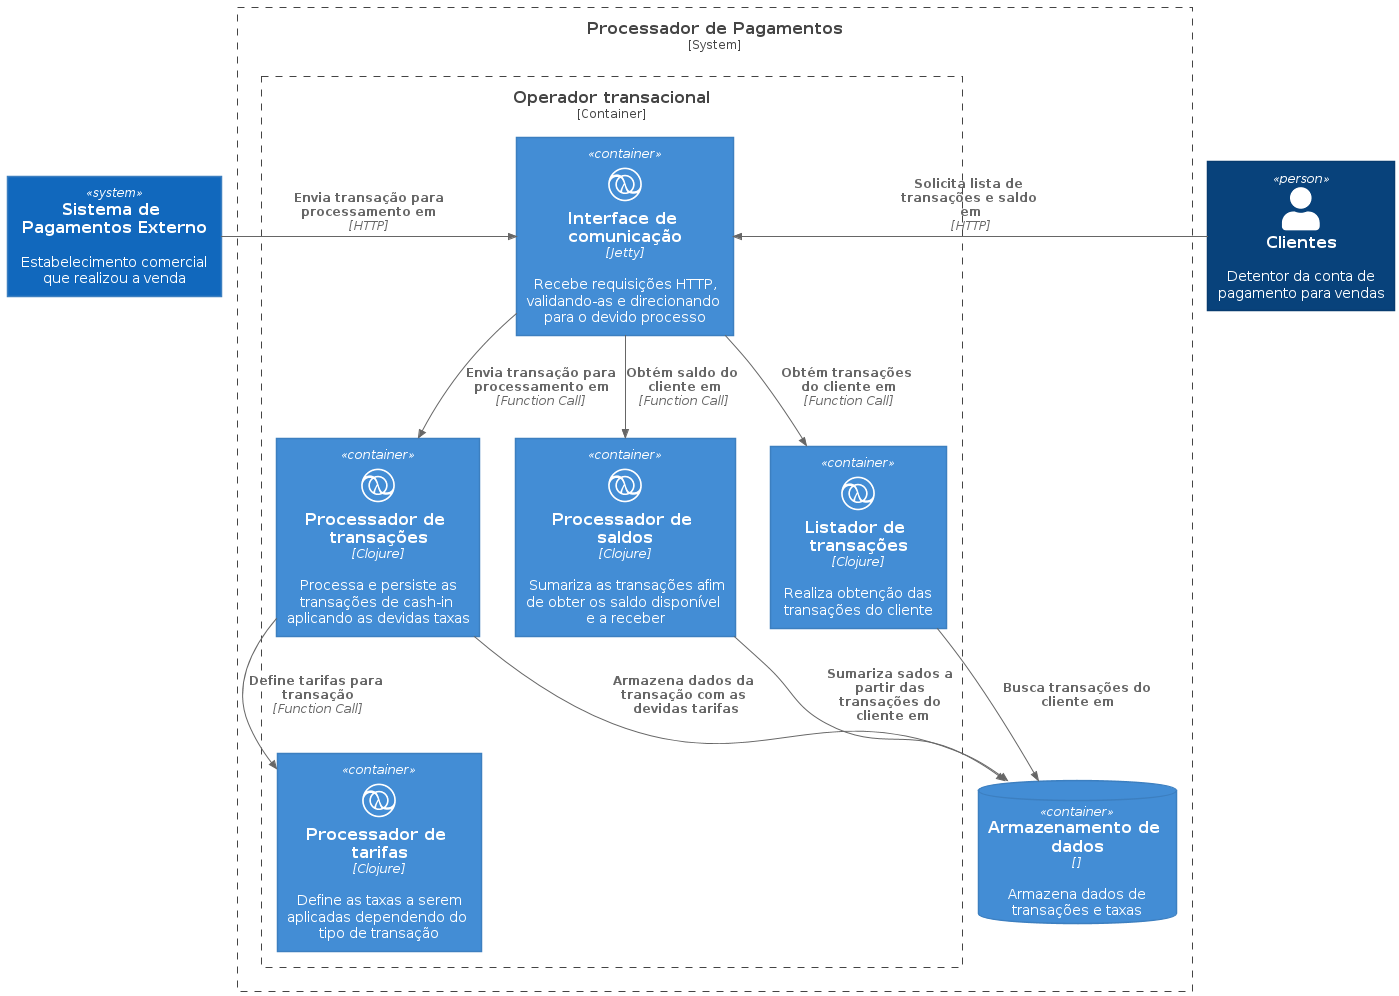 Processador de Pagamentos
[System]
Operador transacional
[Container]
«system»
Sistema de
Pagamentos Externo
Estabelecimento comercial
que realizou a venda
Envia transação para
processamento em
[HTTP]
«container»
Interface de
comunicação
[Jetty]
Recebe requisições HTTP,
validando-as e direcionando
para o devido processo
Solicita lista de
transações e saldo
em
[HTTP]
«person»
Clientes
Detentor da conta de
pagamento para vendas
Envia transação para
processamento em
[Function Call]
Obtém saldo do
cliente em
[Function Call]
Obtém transações
do cliente em
[Function Call]
«container»
Processador de
transações
[Clojure]
Processa e persiste as
transações de cash-in
aplicando as devidas taxas
«container»
Processador de
saldos
[Clojure]
Sumariza as transações afim
de obter os saldo disponível
e a receber
«container»
Listador de
transações
[Clojure]
Realiza obtenção das
transações do cliente
Define tarifas para
transação
[Function Call]
Armazena dados da
transação com as
devidas tarifas
Sumariza sados a
partir das
transações do
cliente em
Busca transações do
cliente em
«container»
Processador de
tarifas
[Clojure]
Define as taxas a serem
aplicadas dependendo do
tipo de transação
«container»
Armazenamento de
dados
[]
Armazena dados de
transações e taxas